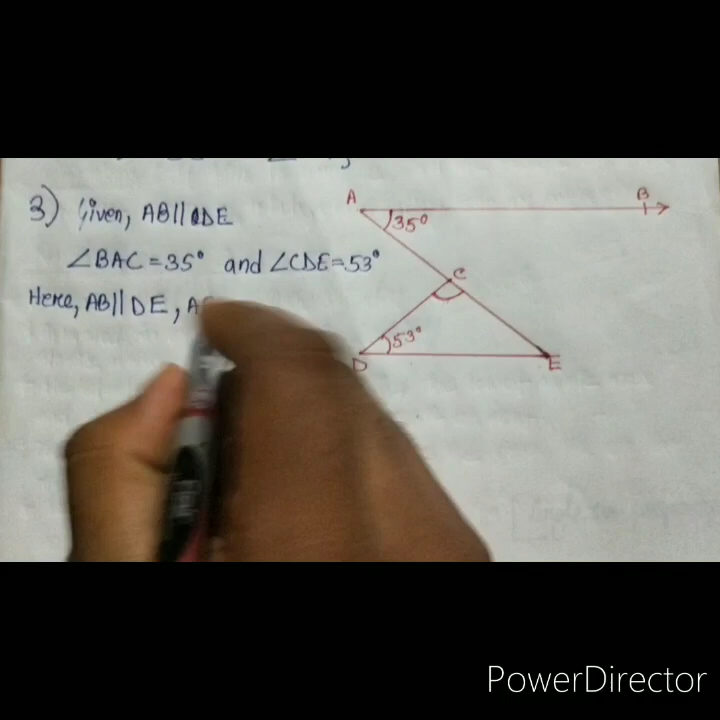 3) Given, AB||DE
∠BAC=35° and ∠CDE=53°
Here, AB||DE, A
A
B
35°
C
53°
D
E
PowerDirector